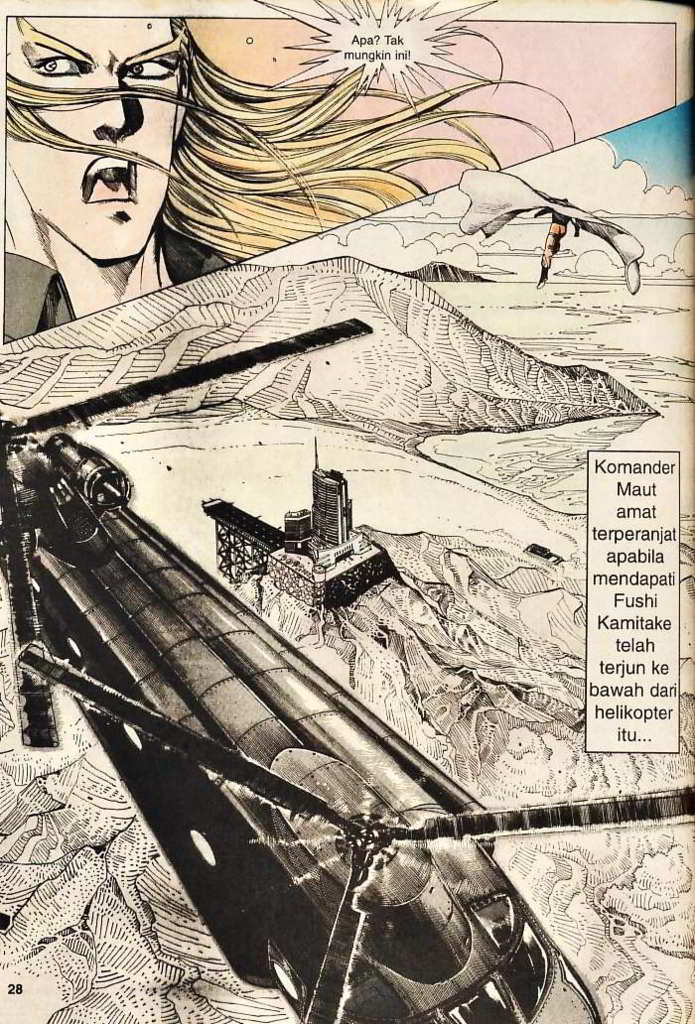 Apa? Tak
mungkin ini!
Komander
Maut
amat
terperanjat
apabila
mendapati
Fushi
Kamitake
telah
terjun ke
bawah dari
helikopter
itu...
28